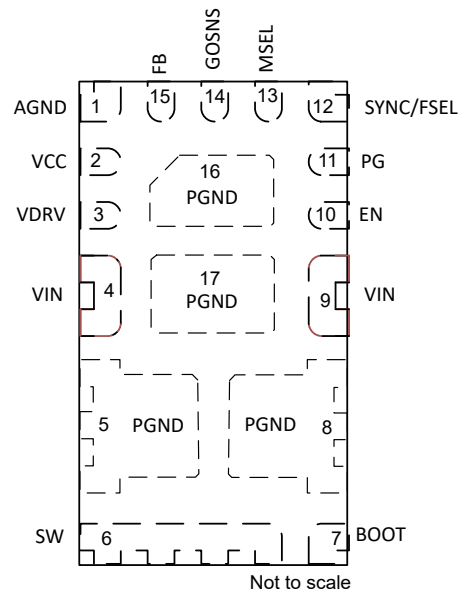 FB
GOSNS
MSEL
AGND 1 15 14 13 12 SYNC/FSEL
VCC 2 11 PG
16
PGND
VDRV 3 10 EN
17
PGND
VIN 4 9 VIN
5 PGND PGND 8
SW 6 7 BOOT
Not to scale